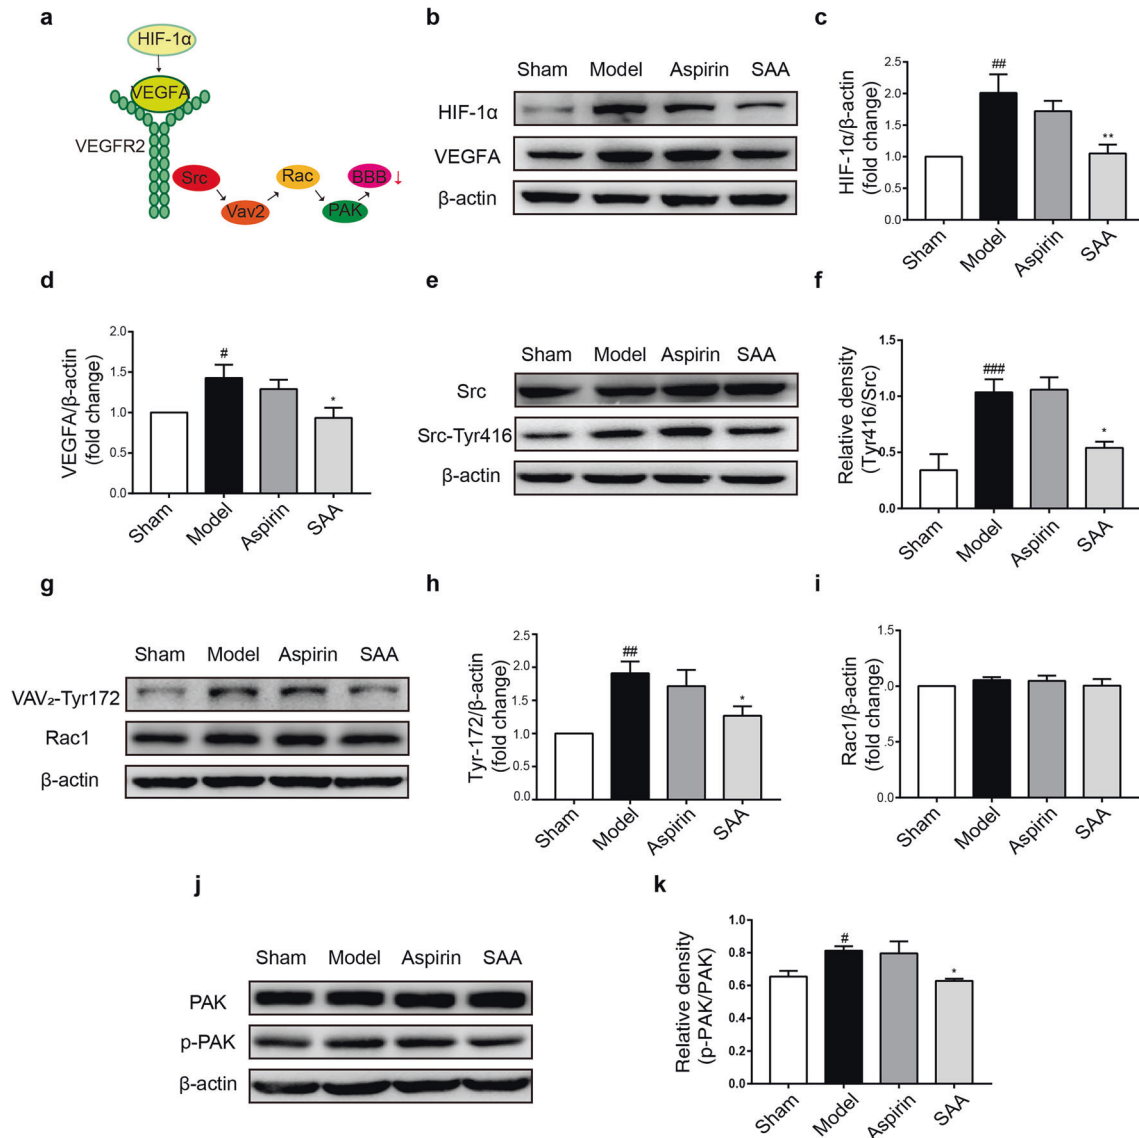 a
HIF-1α
VEGFA
VEGFR2
Src
Vav2
Rac
PAK
BBB ↓
b
Sham Model Aspirin SAA
HIF-1α
VEGFA
β-actin
c
HIF-1α/β-actin
(fold change)
2.5
2.0
1.5
1.0
0.5
0.0
##
**
Sham Model Aspirin SAA
d
VEGFA/β-actin
(fold change)
2.0
1.5
1.0
0.5
0.0
#
*
Sham Model Aspirin SAA
e
Sham Model Aspirin SAA
Src
Src-Tyr416
β-actin
f
Relative density
(Tyr416/Src)
1.5
1.0
0.5
0.0
###
*
Sham Model Aspirin SAA
g
Sham Model Aspirin SAA
VAV₂-Tyr172
Rac1
β-actin
h
Tyr-172/β-actin
(fold change)
2.5
2.0
1.5
1.0
0.5
0.0
##
*
Sham Model Aspirin SAA
i
Rac1/β-actin
(fold change)
1.5
1.0
.5
0.0
Sham Model Aspirin SAA
j
Sham Model Aspirin SAA
PAK
p-PAK
β-actin
k
Relative density
(p-PAK/PAK)
1.0
0.8
0.6
0.4
0.2
0.0
#
*
Sham Model Aspirin SAA